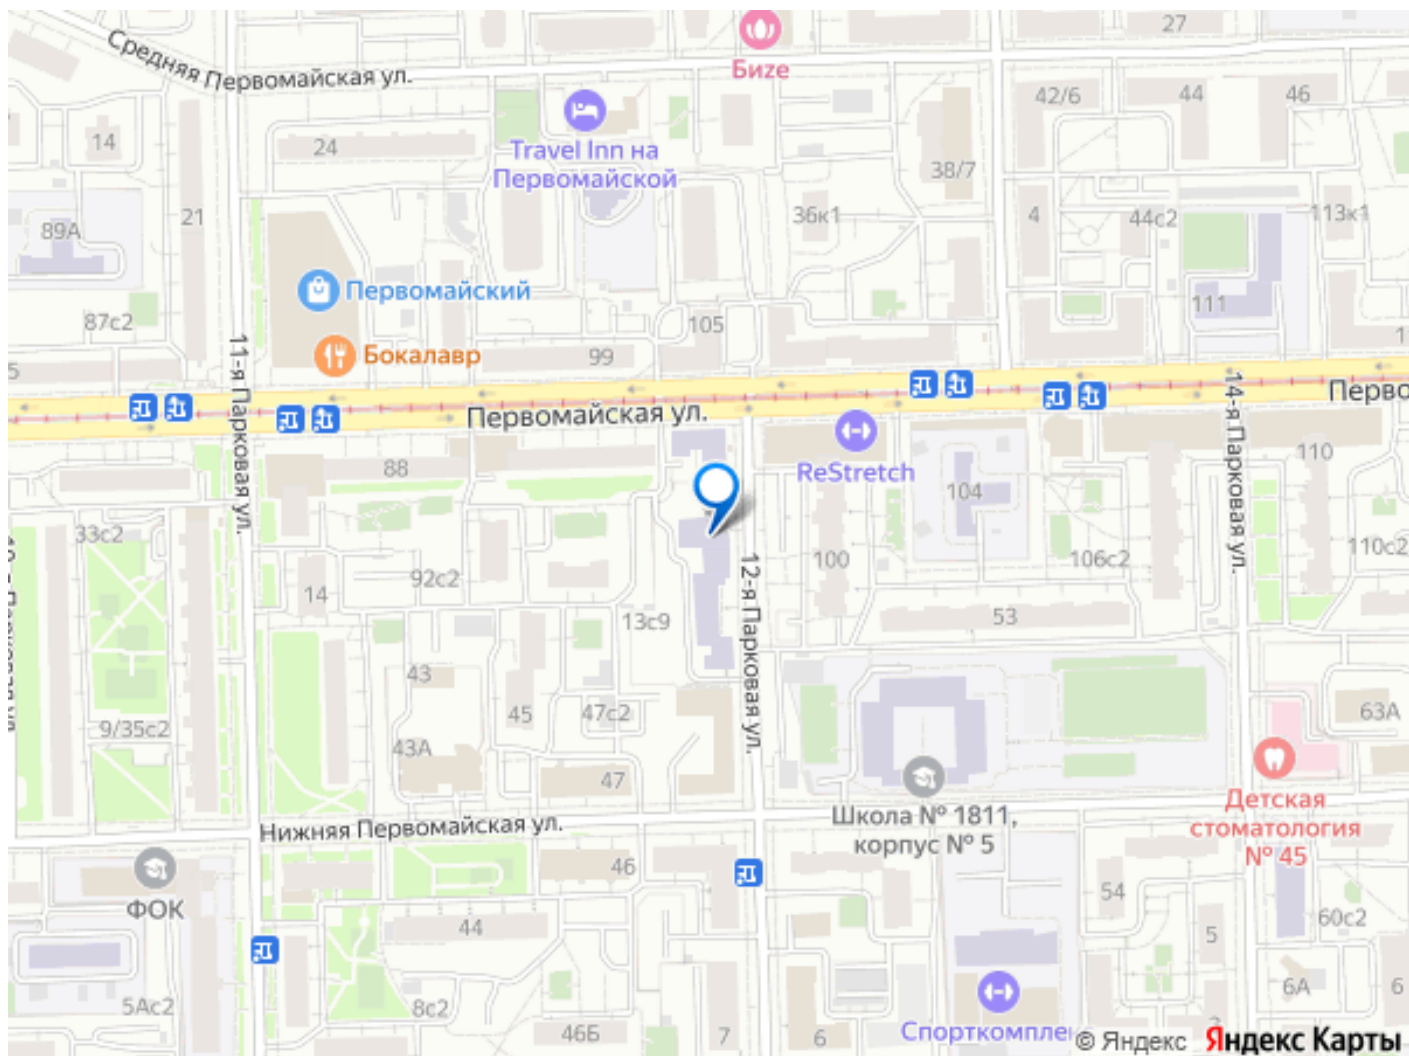 27
Средняя Первомайская ул.
Биze
42/6
44
46
14
24
Travel Inn на
Первомайской
38/7
21
89А
36к1
4
44с2
113к1
Первомайский
87с2
111
105
99
Бокалавр
5
11-я Парковая ул.
Первомайская ул.
14-я Парковая ул.
88
ReStretch
104
110
33с2
92с2
14
100
106с2
110с2
12-я Парковая ул.
13с9
53
43
45
47с2
9/35с2
43А
47
63А
Нижняя Первомайская ул.
Школа № 1811,
корпус № 5
Детская
стоматология
№ 45
46
ФОК
54
44
60с2
5
5Ас2
8с2
46Б
7
6
6А
6
Спорткомпле
© Яндекс
Яндекс Карты